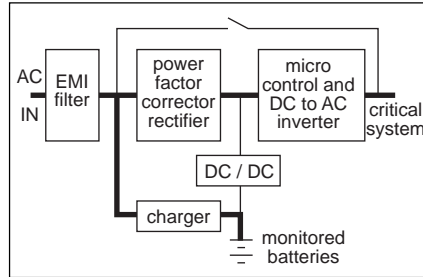 AC
IN
EMI
filter
power
factor
corrector
rectifier
micro
control and
DC to AC
inverter
critical
system
DC / DC
charger
monitored
batteries